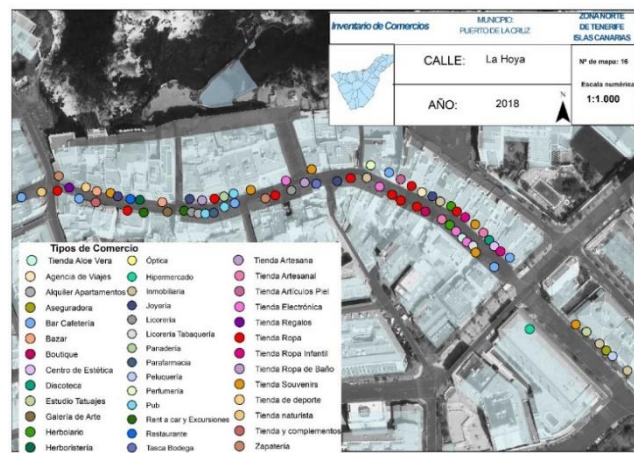 Inventario de Comercios
MUNICIPIO:
PUERTO DE LA CRUZ
ZONA NORTE
DE TENERIFE
ISLAS CANARIAS
CALLE: La Hoya
Nº de mapa: 16
AÑO: 2018
N
Escala numérica
1:1.000
Tipos de Comercio
Tienda Aloe Vera
Agencia de Viajes
Alquiler Apartamentos
Aseguradora
Bar Cafetería
Bazar
Boutique
Centro de Estética
Discoteca
Estudio Tatuajes
Galería de Arte
Herbolario
Herboristería
Óptica
Hipermercado
Inmobiliaria
Joyería
Licorería
Licorería Tabaquería
Panadería
Parafarmacia
Peluquería
Perfumería
Pub
Rent a car y Excursiones
Restaurante
Tasca Bodega
Tienda Artesana
Tienda Artesanal
Tienda Artículos Piel
Tienda Electrónica
Tienda Regalos
Tienda Ropa
Tienda Ropa Infantil
Tienda Ropa de Baño
Tienda Souvenirs
Tienda de deporte
Tienda naturista
Tienda y complementos
Zapatería